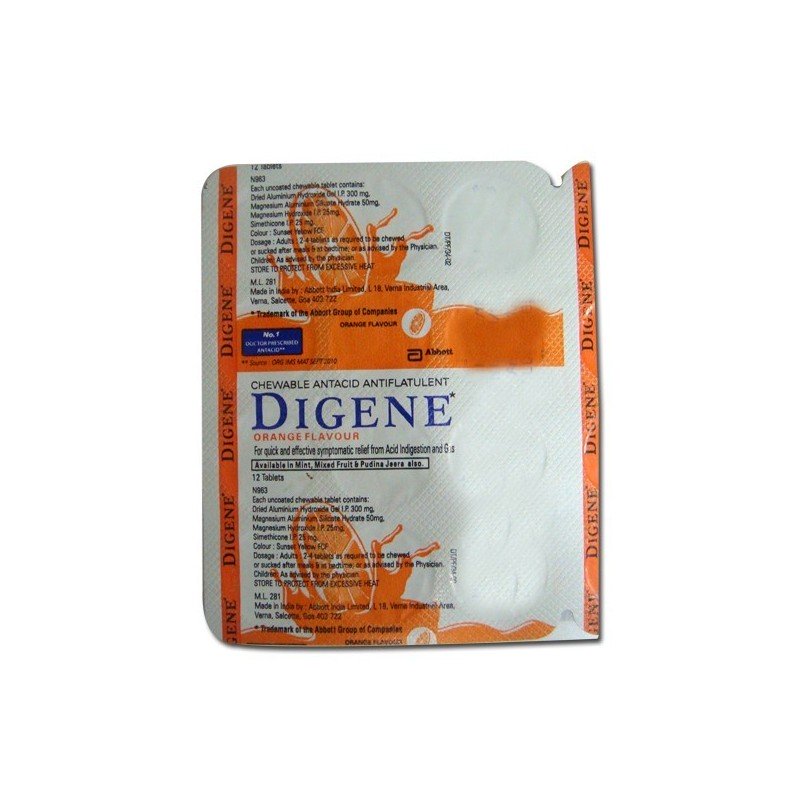 12 Tablets
N963
Each uncoated chewable tablet contains:
Dried Aluminium Hydroxide Gel I.P. 300 mg,
Magnesium Aluminium Silicate Hydrate 50mg,
Magnesium Hydroxide I.P. 25mg.
Simethicone I.P. 25 mg.
Colour : Sunset Yellow FCF
Dosage : Adults : 2-4 tablets as required to be chewed
or sucked after meals & at bedtime; or as advised by the Physician.
Children: As advised by the physician
STORE TO PROTECT FROM EXCESSIVE HEAT
M.L. 281
Made in India by : Abbott India Limited, L 18, Verna Industrial Area,
Verna, Salcette, Goa 403 722
* Trademark of the Abbott Group of Companies
ORANGE FLAVOUR
No.1
DOCTOR PRESCRIBED
ANTACID**
** Source : ORG IMS MAT SEPT 2010
Abbott
CHEWABLE ANTACID ANTIFLATULENT
DIGENE*
ORANGE FLAVOUR
For quick and effective symptomatic relief from Acid Indigestion and Gas
Available in Mint, Mixed Fruit & Pudina Jeera also.
12 Tablets
N963
Each uncoated chewable tablet contains:
Dried Aluminium Hydroxide Gel I.P. 300 mg,
Magnesium Aluminium Silicate Hydrate 50mg,
Magnesium Hydroxide I.P. 25mg,
Simethicone I.P. 25 mg.
Colour : Sunset Yellow FCF
Dosage : Adults : 2-4 tablets as required to be chewed
or sucked after meals & at bedtime; or as advised by the Physician.
Children: As advised by the physician
STORE TO PROTECT FROM EXCESSIVE HEAT
M.L. 281
Made in India by : Abbott India Limited, L 18, Verna Industrial Area,
Verna, Salcette, Goa 403 722
* Trademark of the Abbott Group of Companies
ORANGE FLAVOUR
DIGENE*
DIGENE*
DIGENE*
DIGENE*
DIGENE*
DIGENE*
DIGENE*